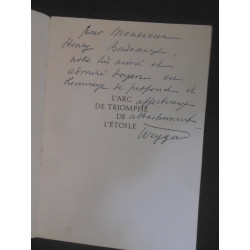 Pour Monsieur
Henry Bordeaux,
notre très aimé et
admiré doyen en
hommage de profond et
L'ARC affectueux
DE TRIOMPHE
DE attachement
L'ÉTOILE
Weygand